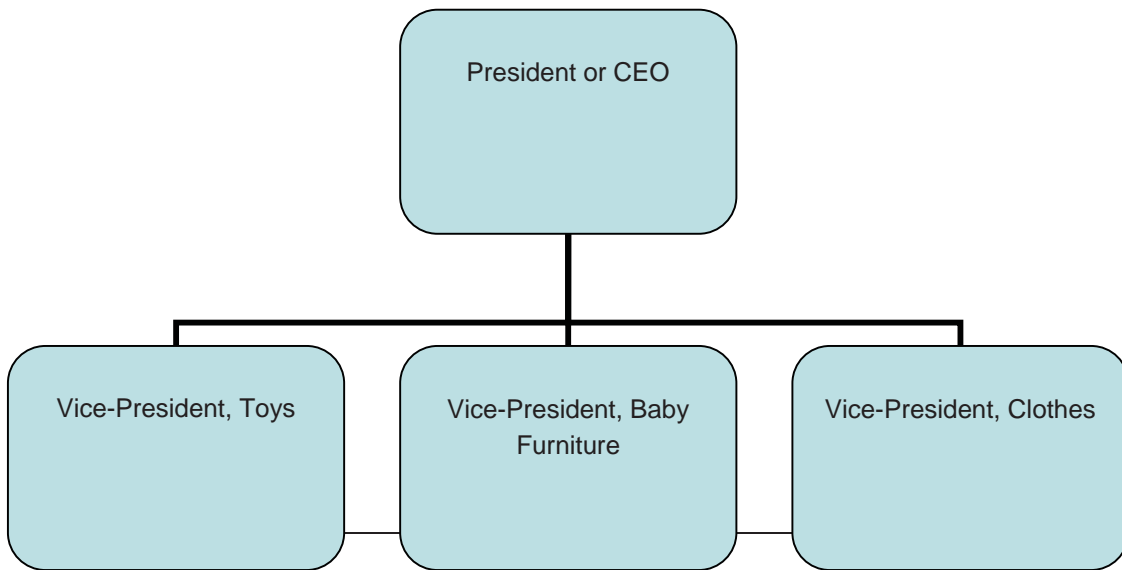 President or CEO
Vice-President, Toys
Vice-President, Baby
Furniture
Vice-President, Clothes